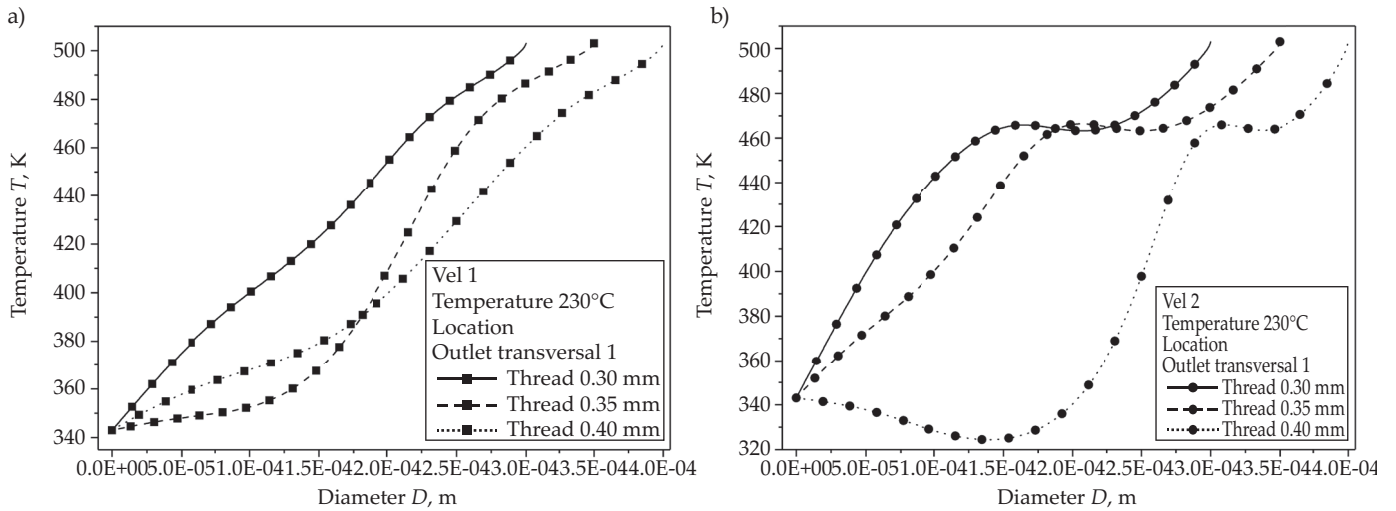 a)
500
480
460
440
420
400
380
360
340
Temperature T, K
Vel 1
Temperature 230°C
Location
Outlet transversal 1
Thread 0.30 mm
Thread 0.35 mm
Thread 0.40 mm
0.0E+005.0E-051.0E-041.5E-042.0E-042.5E-043.0E-043.5E-044.0E-04
Diameter D, m
b)
500
480
460
440
420
400
380
360
340
320
Temperature T, K
Vel 2
Temperature 230°C
Location
Outlet transversal 1
Thread 0.30 mm
Thread 0.35 mm
Thread 0.40 mm
0.0E+005.0E-051.0E-041.5E-042.0E-042.5E-043.0E-043.5E-044.0E-04
Diameter D, m